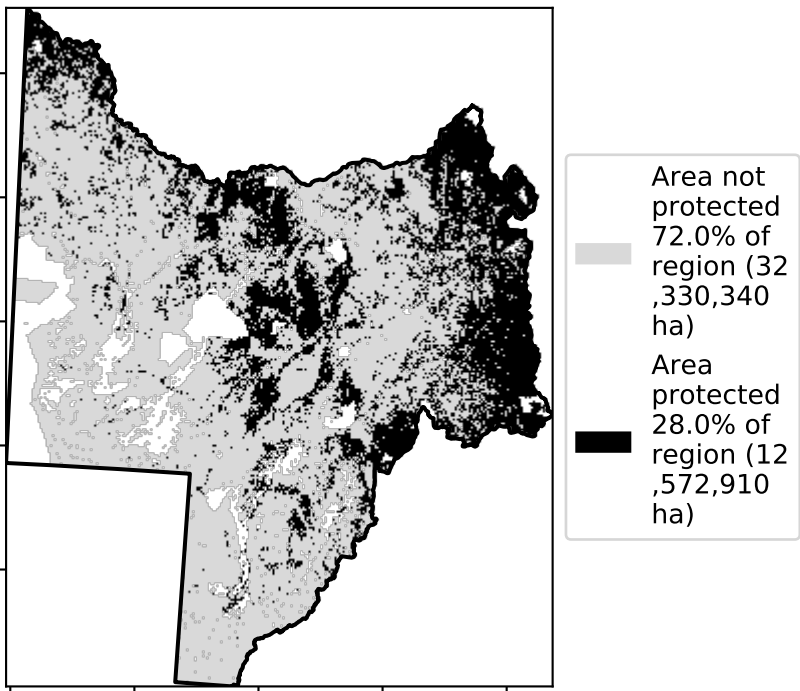 Area not
protected
72.0% of
region (32
,330,340
ha)
Area
protected
28.0% of
region (12
,572,910
ha)